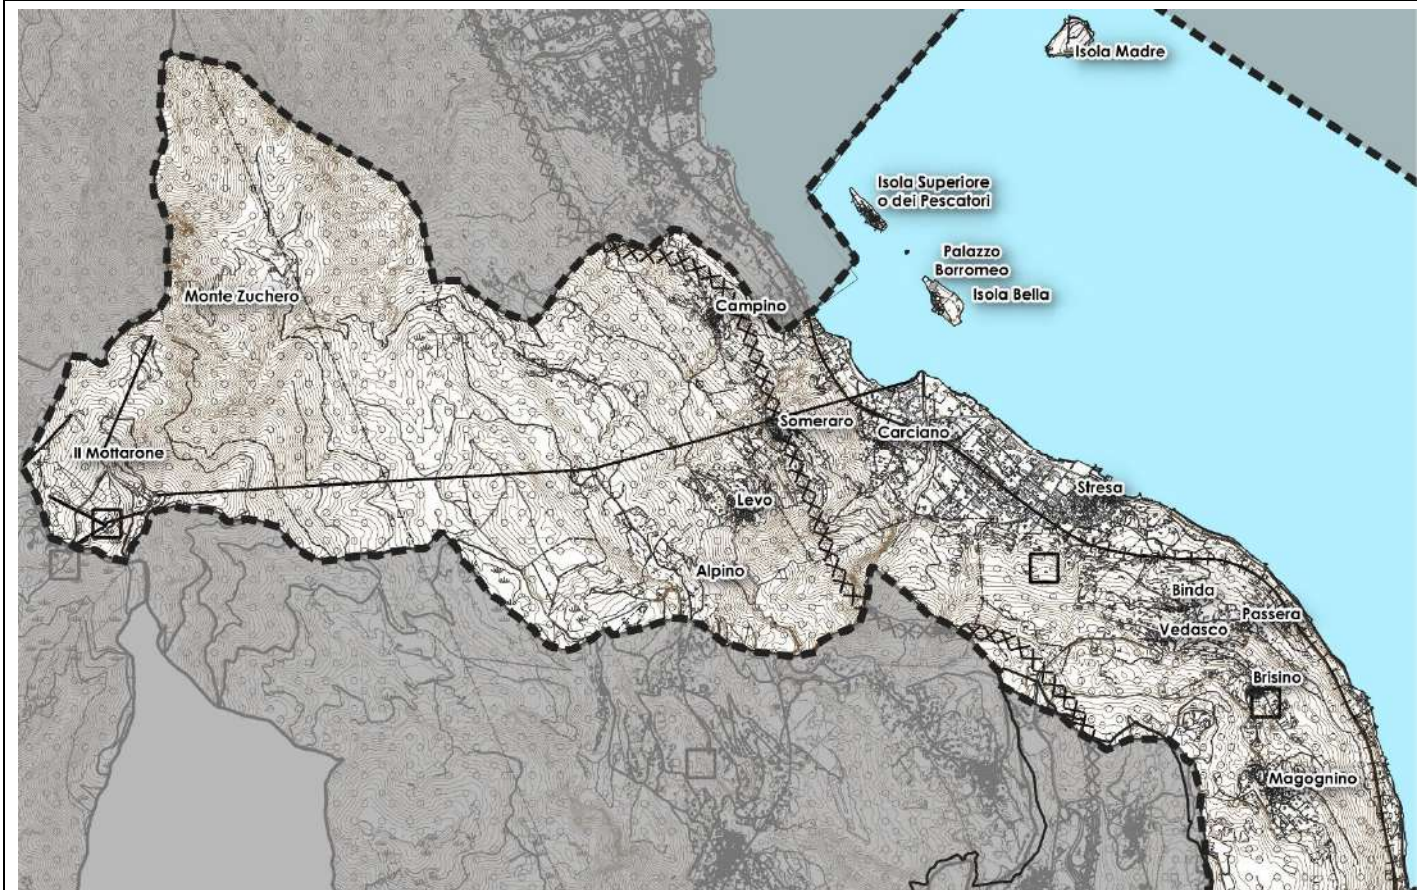 Isola Madre
Isola Superiore
o dei Pescatori
Palazzo
Borromeo
Isola Bella
Monte Zuchero
Campino
Someraro
Carciano
Il Mottarone
Stresa
Levo
Alpino
Binda
Passera
Vedasco
Brisino
Magognino